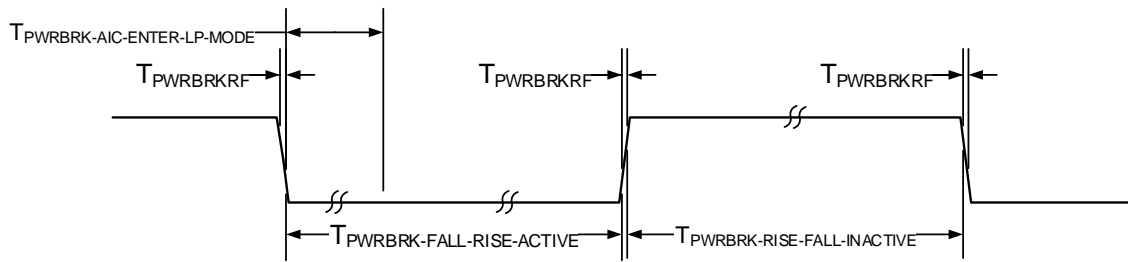 TPWRBRK-AIC-ENTER-LP-MODE
TPWRBRKRF
TPWRBRKRF
TPWRBRKRF
TPWRBRK-FALL-RISE-ACTIVE
TPWRBRK-RISE-FALL-INACTIVE